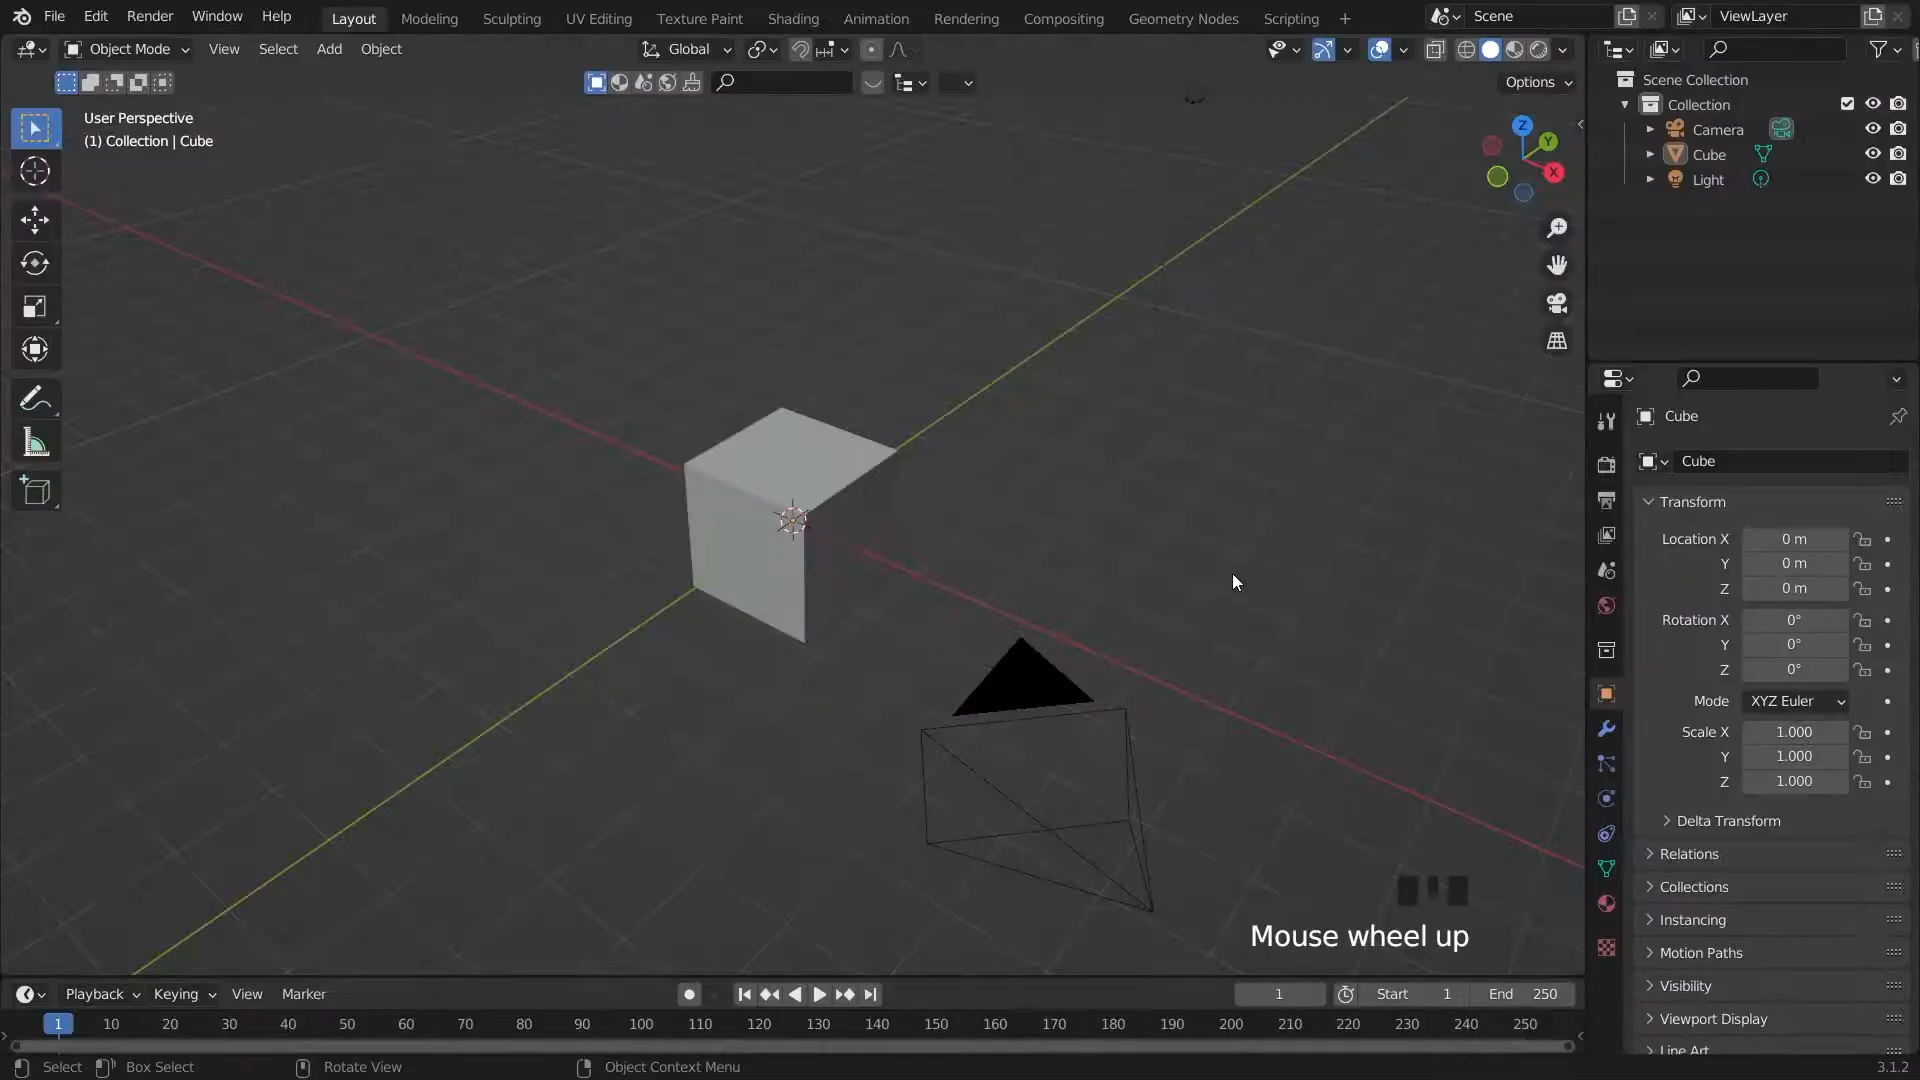 File Edit Render Window Help
Layout Modeling Sculpting UV Editing Texture Paint Shading Animation Rendering Compositing Geometry Nodes Scripting +
Scene ViewLayer
Object Mode View Select Add Object Global
Options
User Perspective
(1) Collection | Cube
Z
Y
X
Scene Collection
Collection
Camera
Cube
Light
Cube
Cube
Transform
Location X 0 m
Y 0 m
Z 0 m
Rotation X 0°
Y 0°
Z 0°
Mode XYZ Euler
Scale X 1.000
Y 1.000
Z 1.000
Delta Transform
Relations
Collections
Instancing
Motion Paths
Visibility
Viewport Display
Line Art
Mouse wheel up
Playback Keying View Marker 1 Start 1 End 250
1 10 20 30 40 50 60 70 80 90 100 110 120 130 140 150 160 170 180 190 200 210 220 230 240 250
Select Box Select Rotate View Object Context Menu 3.1.2